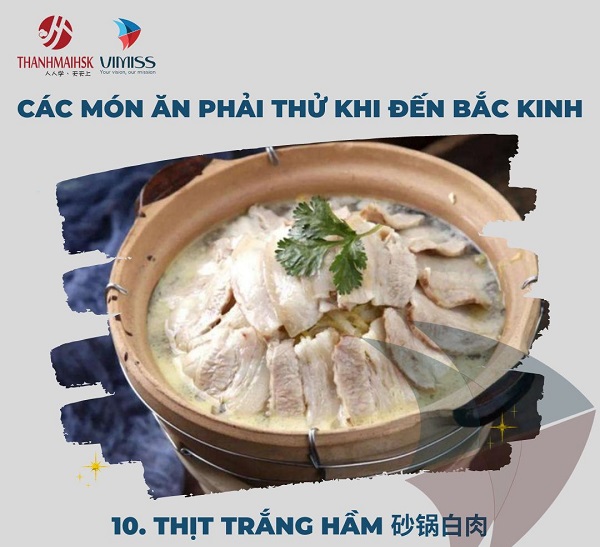 THANHMAIHSK
人人学·天天上
VIMISS
Your vision, our mission
CÁC MÓN ĂN PHẢI THỬ KHI ĐẾN BẮC KINH
10. THỊT TRẮNG HẦM 砂锅白肉